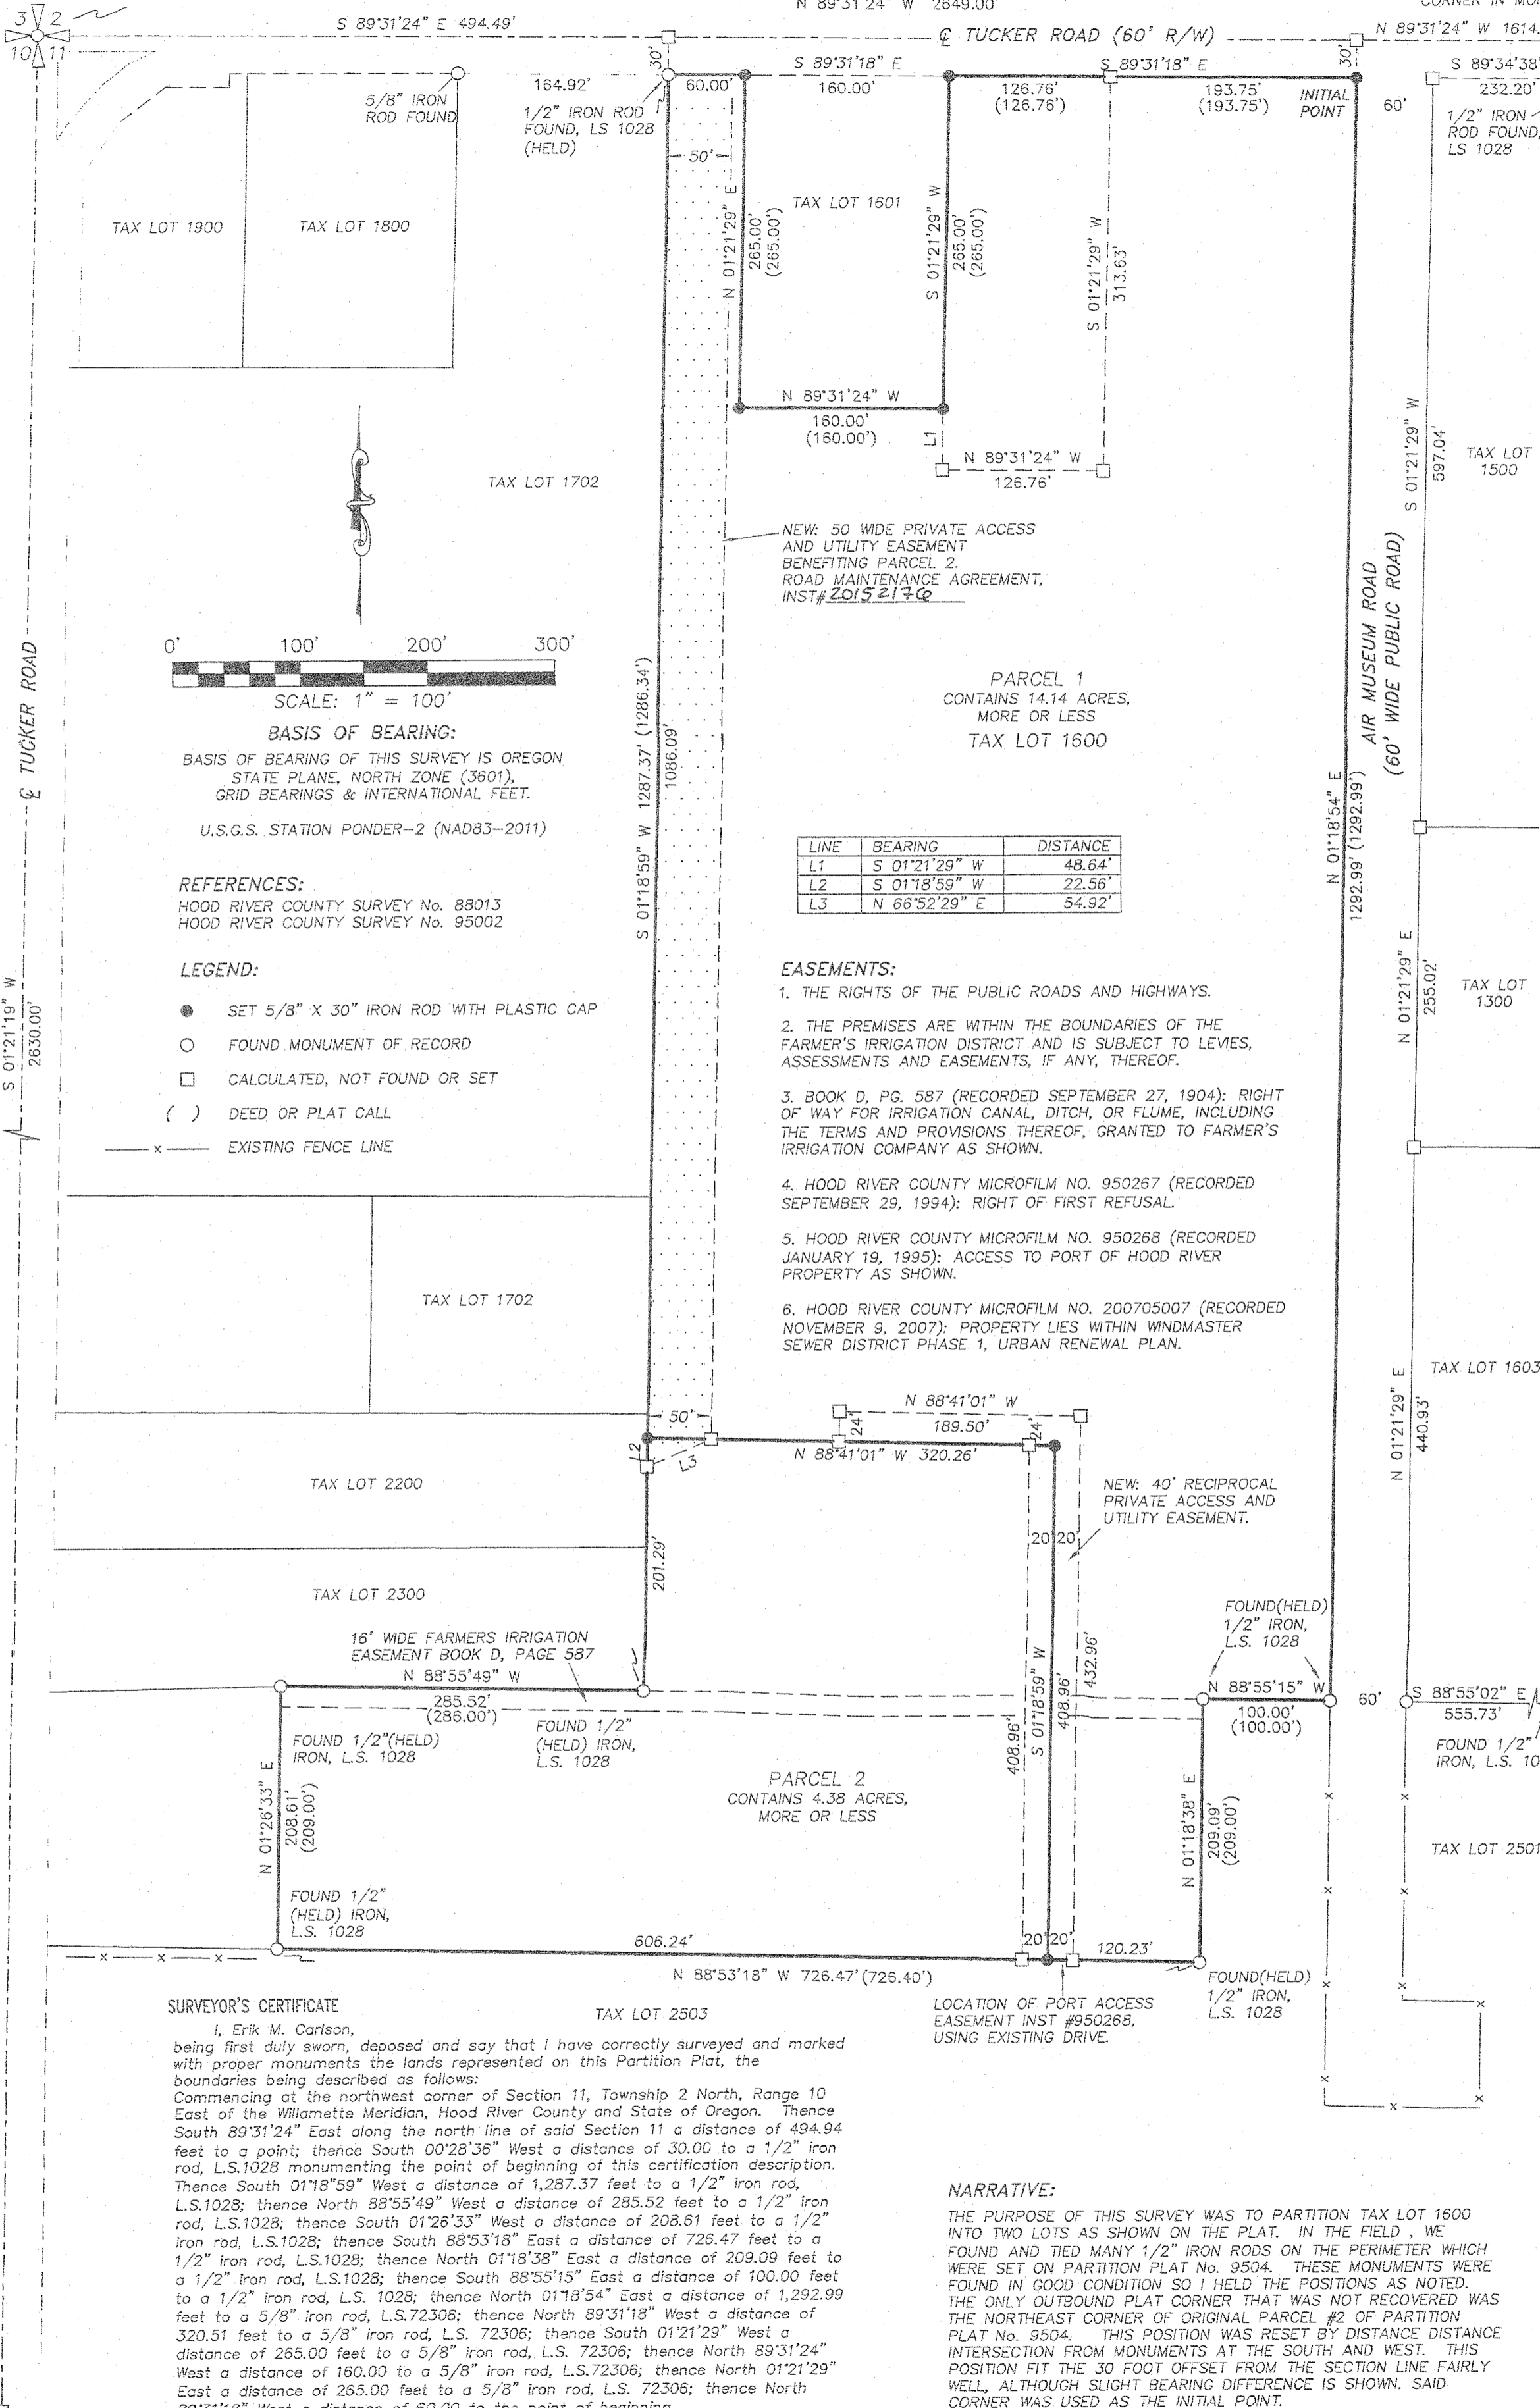 N 89°31'24" W 2649.00'
3 2
10 11
S 89°31'24" E 494.49'
℄ TUCKER ROAD (60' R/W)
N 89°31'24" W 1614.
30'
30'
164.92'
5/8" IRON
ROD FOUND
1/2" IRON ROD
FOUND, LS 1028
(HELD)
60.00'
S 89°31'18" E
160.00'
126.76'
(126.76')
S 89°31'18" E
193.75'
(193.75')
INITIAL
POINT
60'
S 89°34'38"
232.20'
1/2" IRON
ROD FOUND,
LS 1028
50'
TAX LOT 1900
TAX LOT 1800
N 01°21'29" E
265.00'
(265.00')
TAX LOT 1601
S 01°21'29" W
265.00'
(265.00')
S 01°21'29" W
313.63'
N 89°31'24" W
160.00'
(160.00')
L1
N 89°31'24" W
126.76'
TAX LOT 1702
S 01°21'29" W
597.04'
TAX LOT
1500
NEW: 50 WIDE PRIVATE ACCESS
AND UTILITY EASEMENT
BENEFITING PARCEL 2.
ROAD MAINTENANCE AGREEMENT,
INST# 20152176
0' 100' 200' 300'
SCALE: 1" = 100'
℄ TUCKER ROAD
S 01°18'59" W 1287.37' (1286.34')
1086.09'
PARCEL 1
CONTAINS 14.14 ACRES,
MORE OR LESS
TAX LOT 1600
AIR MUSEUM ROAD
(60' WIDE PUBLIC ROAD)
BASIS OF BEARING:
BASIS OF BEARING OF THIS SURVEY IS OREGON
STATE PLANE, NORTH ZONE (3601),
GRID BEARINGS & INTERNATIONAL FEET.
U.S.G.S. STATION PONDER-2 (NAD83-2011)
N 01°18'54" E
1292.99' (1292.99')
LINE BEARING DISTANCE
L1 S 01°21'29" W 48.64'
L2 S 01°18'59" W 22.56'
L3 N 66°52'29" E 54.92'
REFERENCES:
HOOD RIVER COUNTY SURVEY No. 88013
HOOD RIVER COUNTY SURVEY No. 95002
LEGEND:
SET 5/8" X 30" IRON ROD WITH PLASTIC CAP
FOUND MONUMENT OF RECORD
CALCULATED, NOT FOUND OR SET
( ) DEED OR PLAT CALL
x EXISTING FENCE LINE
S 01°21'19" W
2630.00'
EASEMENTS:
1. THE RIGHTS OF THE PUBLIC ROADS AND HIGHWAYS.
2. THE PREMISES ARE WITHIN THE BOUNDARIES OF THE
FARMER'S IRRIGATION DISTRICT AND IS SUBJECT TO LEVIES,
ASSESSMENTS AND EASEMENTS, IF ANY, THEREOF.
3. BOOK D, PG. 587 (RECORDED SEPTEMBER 27, 1904): RIGHT
OF WAY FOR IRRIGATION CANAL, DITCH, OR FLUME, INCLUDING
THE TERMS AND PROVISIONS THEREOF, GRANTED TO FARMER'S
IRRIGATION COMPANY AS SHOWN.
4. HOOD RIVER COUNTY MICROFILM NO. 950267 (RECORDED
SEPTEMBER 29, 1994): RIGHT OF FIRST REFUSAL.
5. HOOD RIVER COUNTY MICROFILM NO. 950268 (RECORDED
JANUARY 19, 1995): ACCESS TO PORT OF HOOD RIVER
PROPERTY AS SHOWN.
6. HOOD RIVER COUNTY MICROFILM NO. 200705007 (RECORDED
NOVEMBER 9, 2007): PROPERTY LIES WITHIN WINDMASTER
SEWER DISTRICT PHASE 1, URBAN RENEWAL PLAN.
N 01°21'29" E
255.02'
TAX LOT
1300
TAX LOT 1702
N 01°21'29" E
440.93'
TAX LOT 1603
50'
L2
L3
24'
N 88°41'01" W
189.50'
24'
N 88°41'01" W 320.26'
TAX LOT 2200
NEW: 40' RECIPROCAL
PRIVATE ACCESS AND
UTILITY EASEMENT.
20' 20'
201.29'
TAX LOT 2300
16' WIDE FARMERS IRRIGATION
EASEMENT BOOK D, PAGE 587
N 88°55'49" W
285.52'
(286.00')
FOUND 1/2"(HELD)
IRON, L.S. 1028
FOUND 1/2"
(HELD) IRON,
L.S. 1028
408.96'
S 01°18'59" W
408.96'
432.96'
FOUND(HELD)
1/2" IRON,
L.S. 1028
N 88°55'15" W
100.00'
(100.00')
60'
S 88°55'02" E
555.73'
FOUND 1/2"
IRON, L.S. 10
N 01°26'33" E
208.61'
(209.00')
PARCEL 2
CONTAINS 4.38 ACRES,
MORE OR LESS
N 01°18'38" E
209.09'
(209.00')
TAX LOT 2501
FOUND 1/2"
(HELD) IRON,
L.S. 1028
606.24'
20' 20'
120.23'
N 88°53'18" W 726.47'(726.40')
FOUND(HELD)
1/2" IRON,
L.S. 1028
LOCATION OF PORT ACCESS
EASEMENT INST #950268,
USING EXISTING DRIVE.
TAX LOT 2503
SURVEYOR'S CERTIFICATE
I, Erik M. Carlson,
being first duly sworn, deposed and say that I have correctly surveyed and marked
with proper monuments the lands represented on this Partition Plat, the
boundaries being described as follows:
Commencing at the northwest corner of Section 11, Township 2 North, Range 10
East of the Willamette Meridian, Hood River County and State of Oregon. Thence
South 89°31'24" East along the north line of said Section 11 a distance of 494.94
feet to a point; thence South 00°28'36" West a distance of 30.00 to a 1/2" iron
rod, L.S.1028 monumenting the point of beginning of this certification description.
Thence South 01°18"59" West a distance of 1,287.37 feet to a 1/2" iron rod,
L.S.1028; thence North 88°55'49" West a distance of 285.52 feet to a 1/2" iron
rod, L.S.1028; thence South 01°26'33" West a distance of 208.61 feet to a 1/2"
iron rod, L.S.1028; thence South 88°53'18" East a distance of 726.47 feet to a
1/2" iron rod, L.S.1028; thence North 01°18'38" East a distance of 209.09 feet to
a 1/2" iron rod, L.S.1028; thence South 88°55'15" East a distance of 100.00 feet
to a 1/2" iron rod, L.S. 1028; thence North 01°18'54" East a distance of 1,292.99
feet to a 5/8" iron rod, L.S.72306; thence North 89°31'18" West a distance of
320.51 feet to a 5/8" iron rod, L.S. 72306; thence South 01°21'29" West a
distance of 265.00 feet to a 5/8" iron rod, L.S. 72306; thence North 89°31'24"
West a distance of 160.00 to a 5/8" iron rod, L.S.72306; thence North 01°21'29"
East a distance of 265.00 feet to a 5/8" iron rod, L.S. 72306; thence North
NARRATIVE:
THE PURPOSE OF THIS SURVEY WAS TO PARTITION TAX LOT 1600
INTO TWO LOTS AS SHOWN ON THE PLAT. IN THE FIELD , WE
FOUND AND TIED MANY 1/2" IRON RODS ON THE PERIMETER WHICH
WERE SET ON PARTITION PLAT No. 9504. THESE MONUMENTS WERE
FOUND IN GOOD CONDITION SO I HELD THE POSITIONS AS NOTED.
THE ONLY OUTBOUND PLAT CORNER THAT WAS NOT RECOVERED WAS
THE NORTHEAST CORNER OF ORIGINAL PARCEL #2 OF PARTITION
PLAT No. 9504. THIS POSITION WAS RESET BY DISTANCE DISTANCE
INTERSECTION FROM MONUMENTS AT THE SOUTH AND WEST. THIS
POSITION FIT THE 30 FOOT OFFSET FROM THE SECTION LINE FAIRLY
WELL, ALTHOUGH SLIGHT BEARING DIFFERENCE IS SHOWN. SAID
CORNER WAS USED AS THE INITIAL POINT.